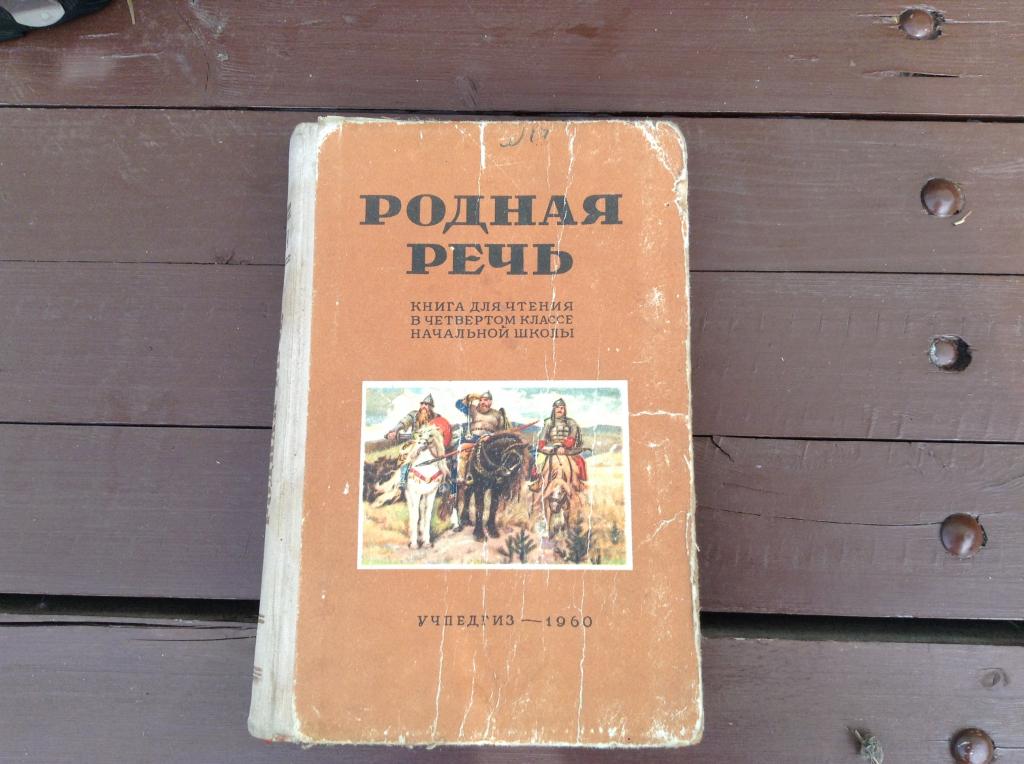 РОДНАЯ
РЕЧЬ
КНИГА ДЛЯ ЧТЕНИЯ
В ЧЕТВЕРТОМ КЛАССЕ
НАЧАЛЬНОЙ ШКОЛЫ
УЧПЕДГИЗ — 1960